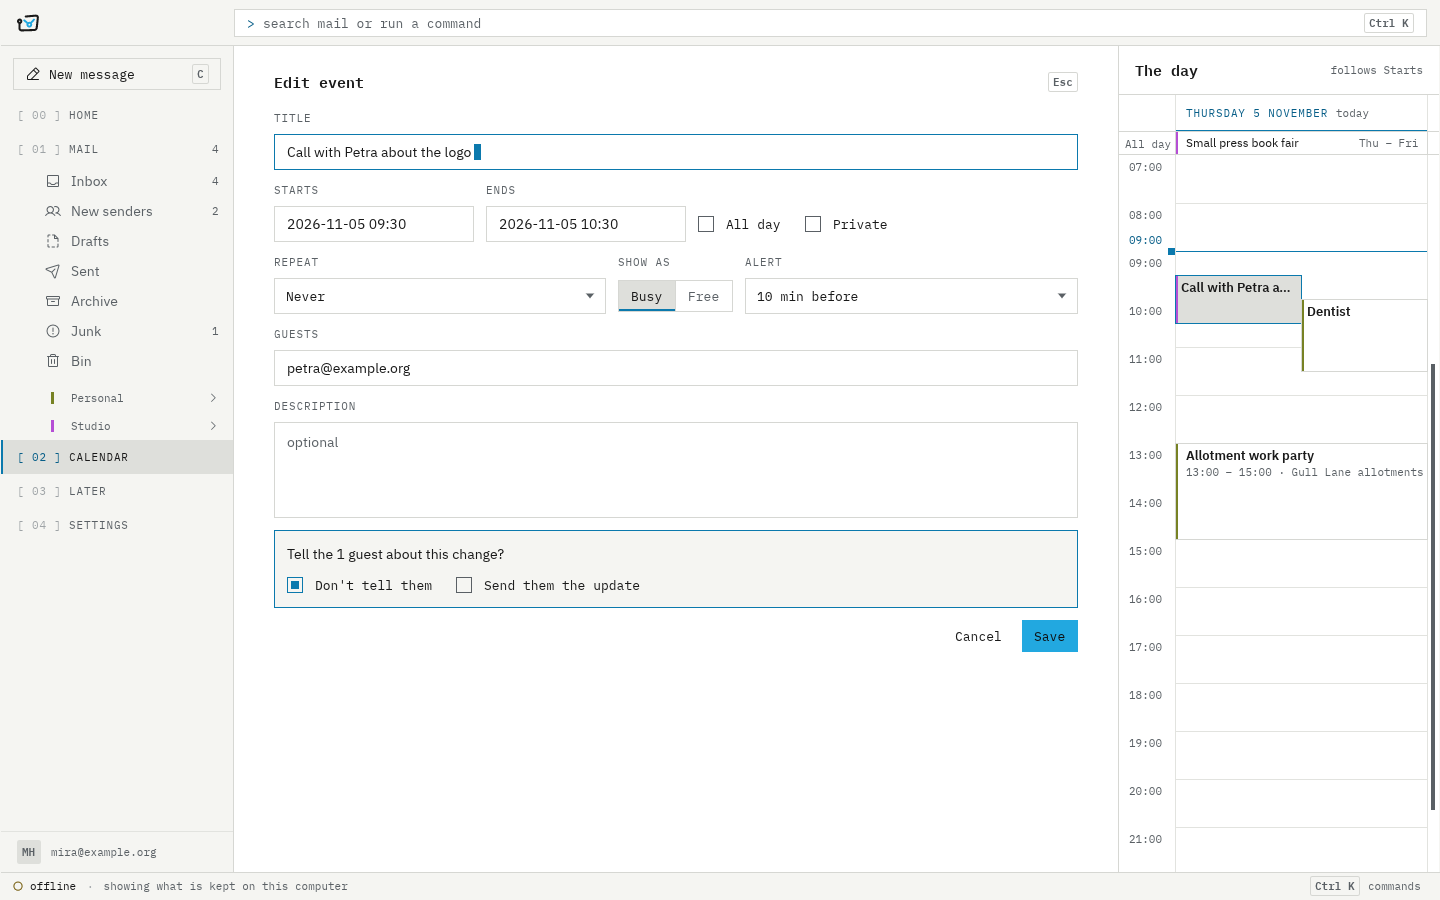 > search mail or run a command Ctrl K
New message C
[ 00 ] HOME
[ 01 ] MAIL 4
Inbox 4
New senders 2
Drafts
Sent
Archive
Junk 1
Bin
Personal
Studio
[ 02 ] CALENDAR
[ 03 ] LATER
[ 04 ] SETTINGS
MH mira@example.org
Edit event Esc
TITLE
Call with Petra about the logo
STARTS ENDS
2026-11-05 09:30 2026-11-05 10:30 All day Private
REPEAT SHOW AS ALERT
Never Busy Free 10 min before
GUESTS
petra@example.org
DESCRIPTION
optional
Tell the 1 guest about this change?
Don't tell them Send them the update
Cancel Save
The day follows Starts
THURSDAY 5 NOVEMBER today
All day Small press book fair Thu – Fri
07:00
08:00
09:00
09:00
Call with Petra a...
10:00 Dentist
11:00
12:00
13:00 Allotment work party
13:00 – 15:00 · Gull Lane allotments
14:00
15:00
16:00
17:00
18:00
19:00
20:00
21:00
offline · showing what is kept on this computer Ctrl K commands